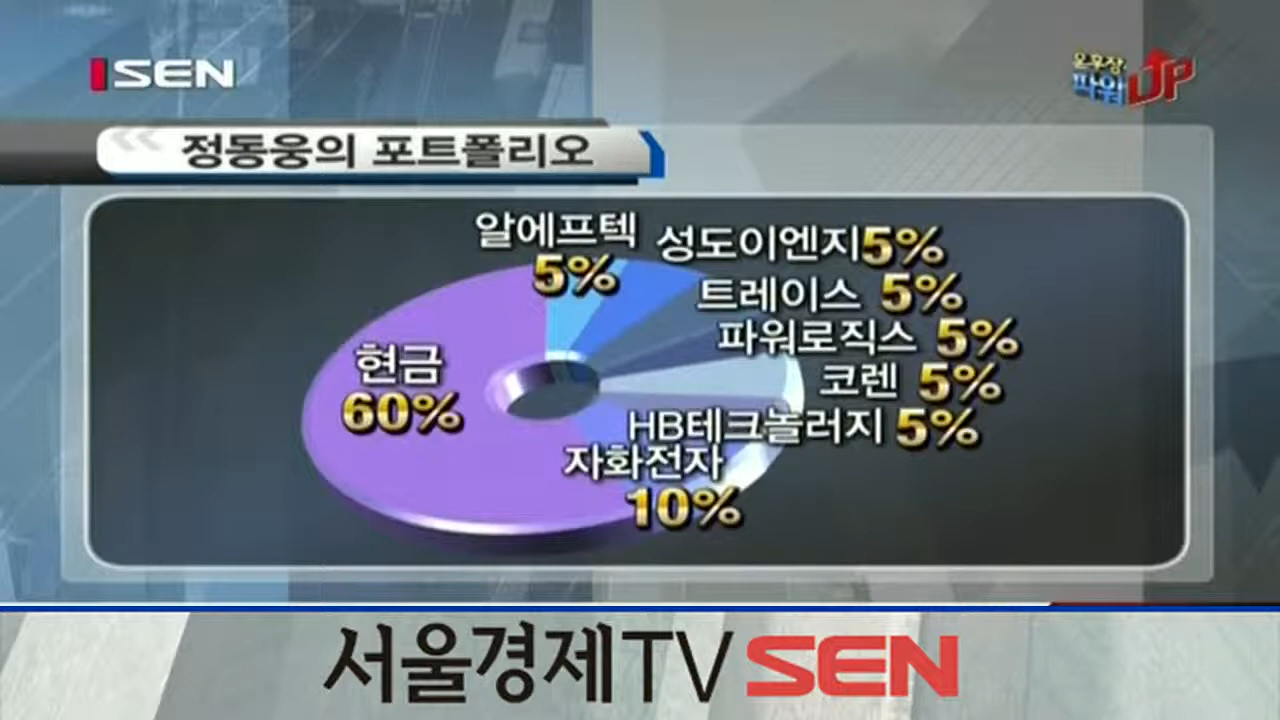 SEN
오후장
파워UP
정동웅의 포트폴리오
알에프텍
5%
성도이엔지5%
트레이스 5%
파워로직스 5%
현금
60%
코렌 5%
HB테크놀러지 5%
자화전자
10%
서울경제TV SEN